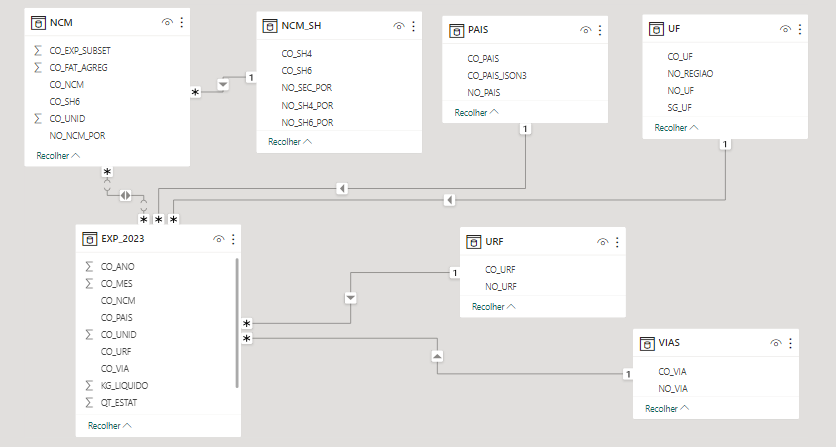 NCM
CO_EXP_SUBSET
CO_FAT_AGREG
CO_NCM
CO_SH6
CO_UNID
NO_NCM_POR
Recolher
NCM_SH
CO_SH4
CO_SH6
NO_SEC_POR
NO_SH4_POR
NO_SH6_POR
Recolher
PAIS
CO_PAIS
CO_PAIS_ISON3
NO_PAIS
Recolher
UF
CO_UF
NO_REGIAO
NO_UF
SG_UF
Recolher
*
1
1
1
*
* * *
EXP_2023
CO_ANO
CO_MES
CO_NCM
CO_PAIS
CO_UNID
CO_URF
CO_VIA
KG_LIQUIDO
QT_ESTAT
Recolher
*
*
1
URF
CO_URF
NO_URF
Recolher
1
VIAS
CO_VIA
NO_VIA
Recolher